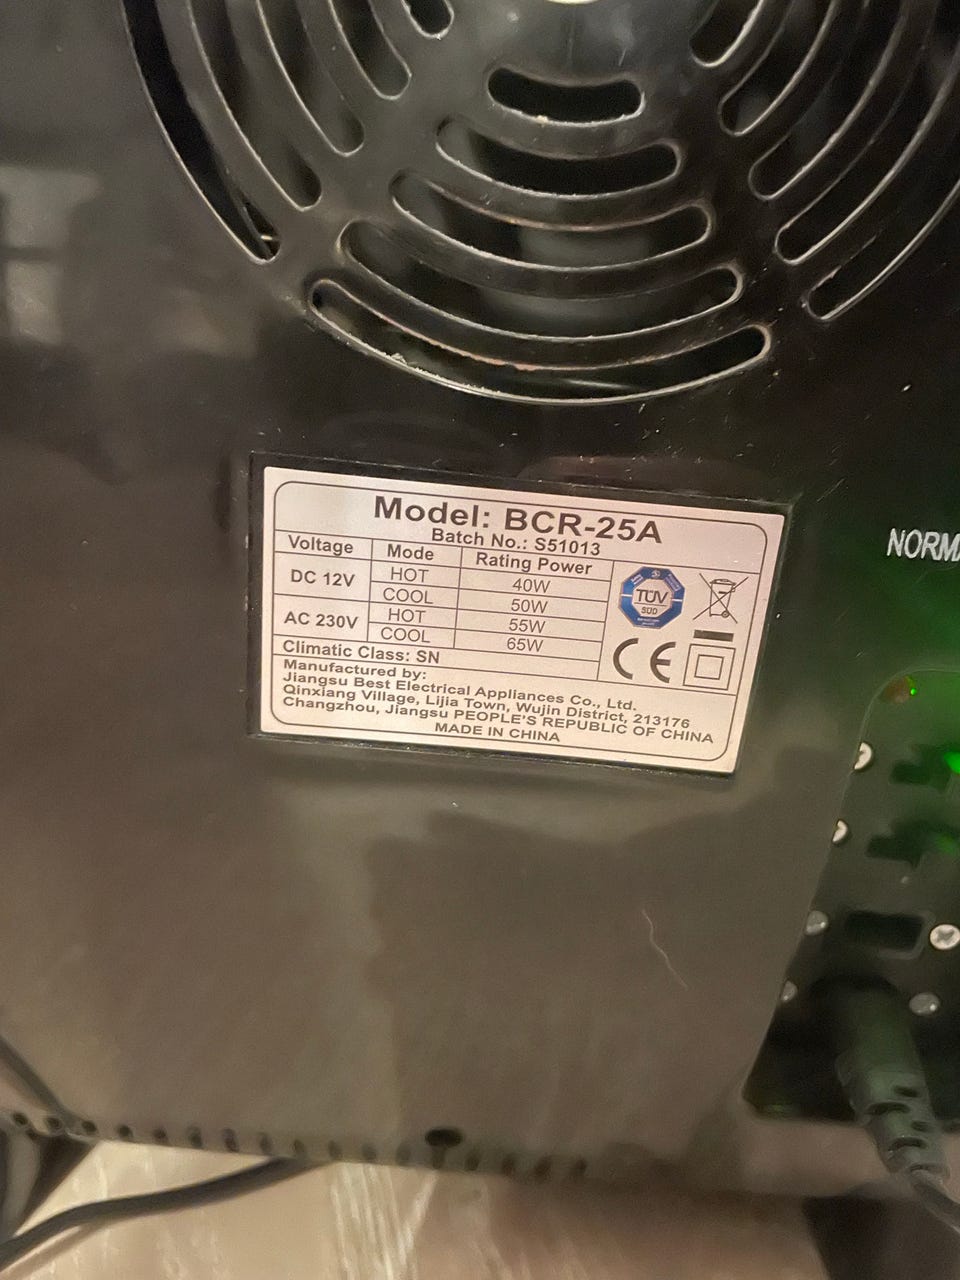 Model: BCR-25A
Batch No.: S51013
Voltage Mode Rating Power
DC 12V HOT 40W
COOL 50W
AC 230V HOT 55W
COOL 65W
Climatic Class: SN
Manufactured by:
Jiangsu Best Electrical Appliances Co., Ltd.
Qinxiang Village, Lijia Town, Wujin District, 213176
Changzhou, Jiangsu PEOPLE'S REPUBLIC OF CHINA
MADE IN CHINA
TÜV
SÜD
CE
NORMA